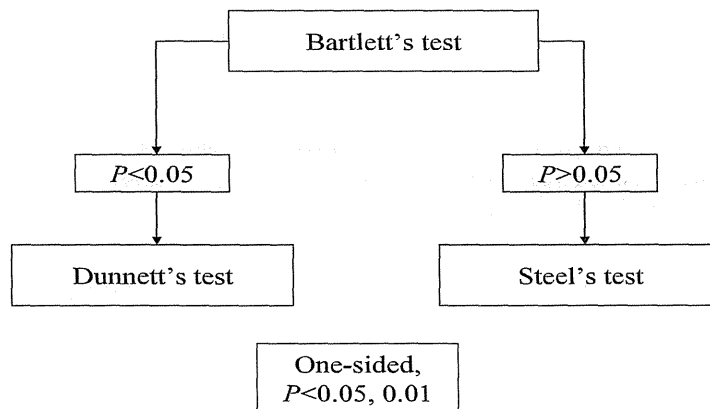 Bartlett's test
P<0.05
P>0.05
Dunnett's test
Steel's test
One-sided,
P<0.05, 0.01